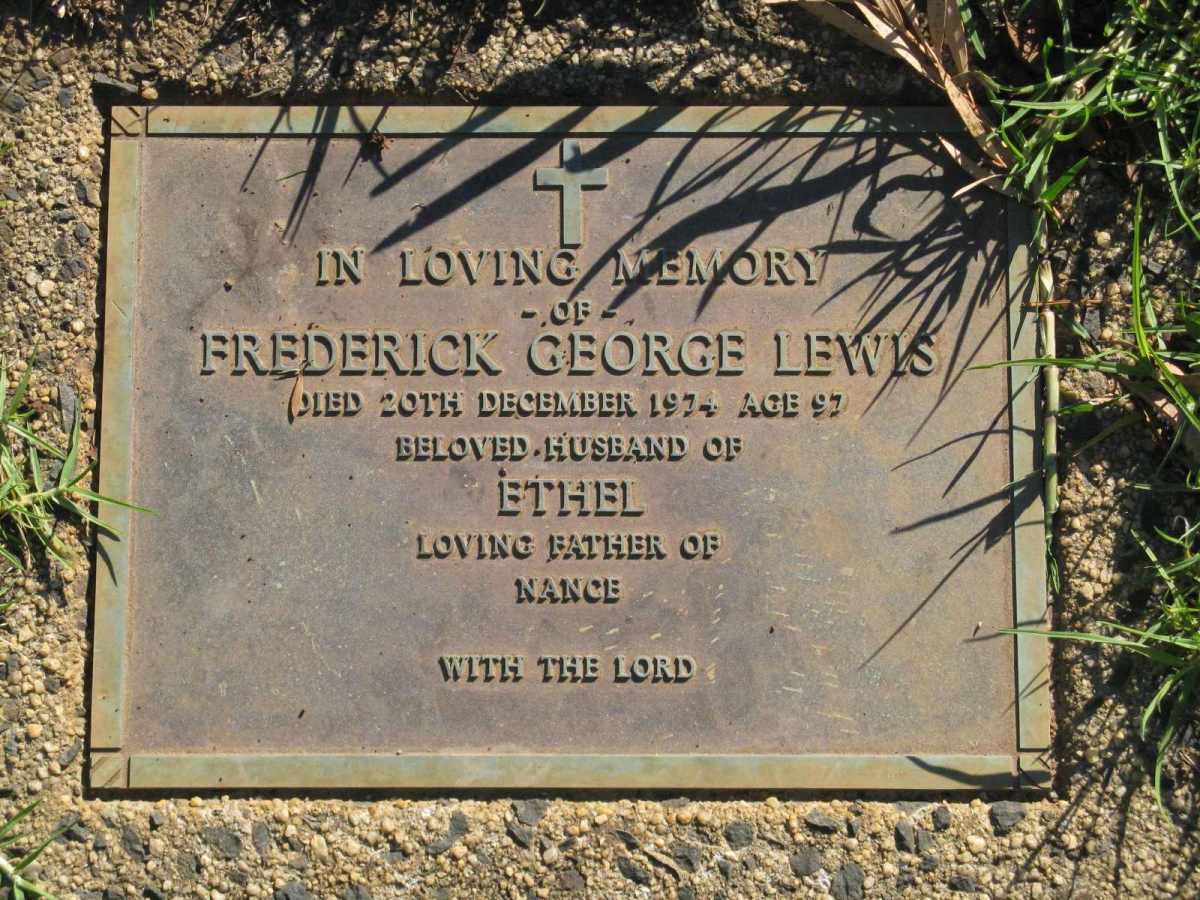 IN LOVING MEMORY
- OF -
FREDERICK GEORGE LEWIS
DIED 20TH DECEMBER 1974 AGE 97
BELOVED HUSBAND OF
ETHEL
LOVING FATHER OF
NANCE
WITH THE LORD